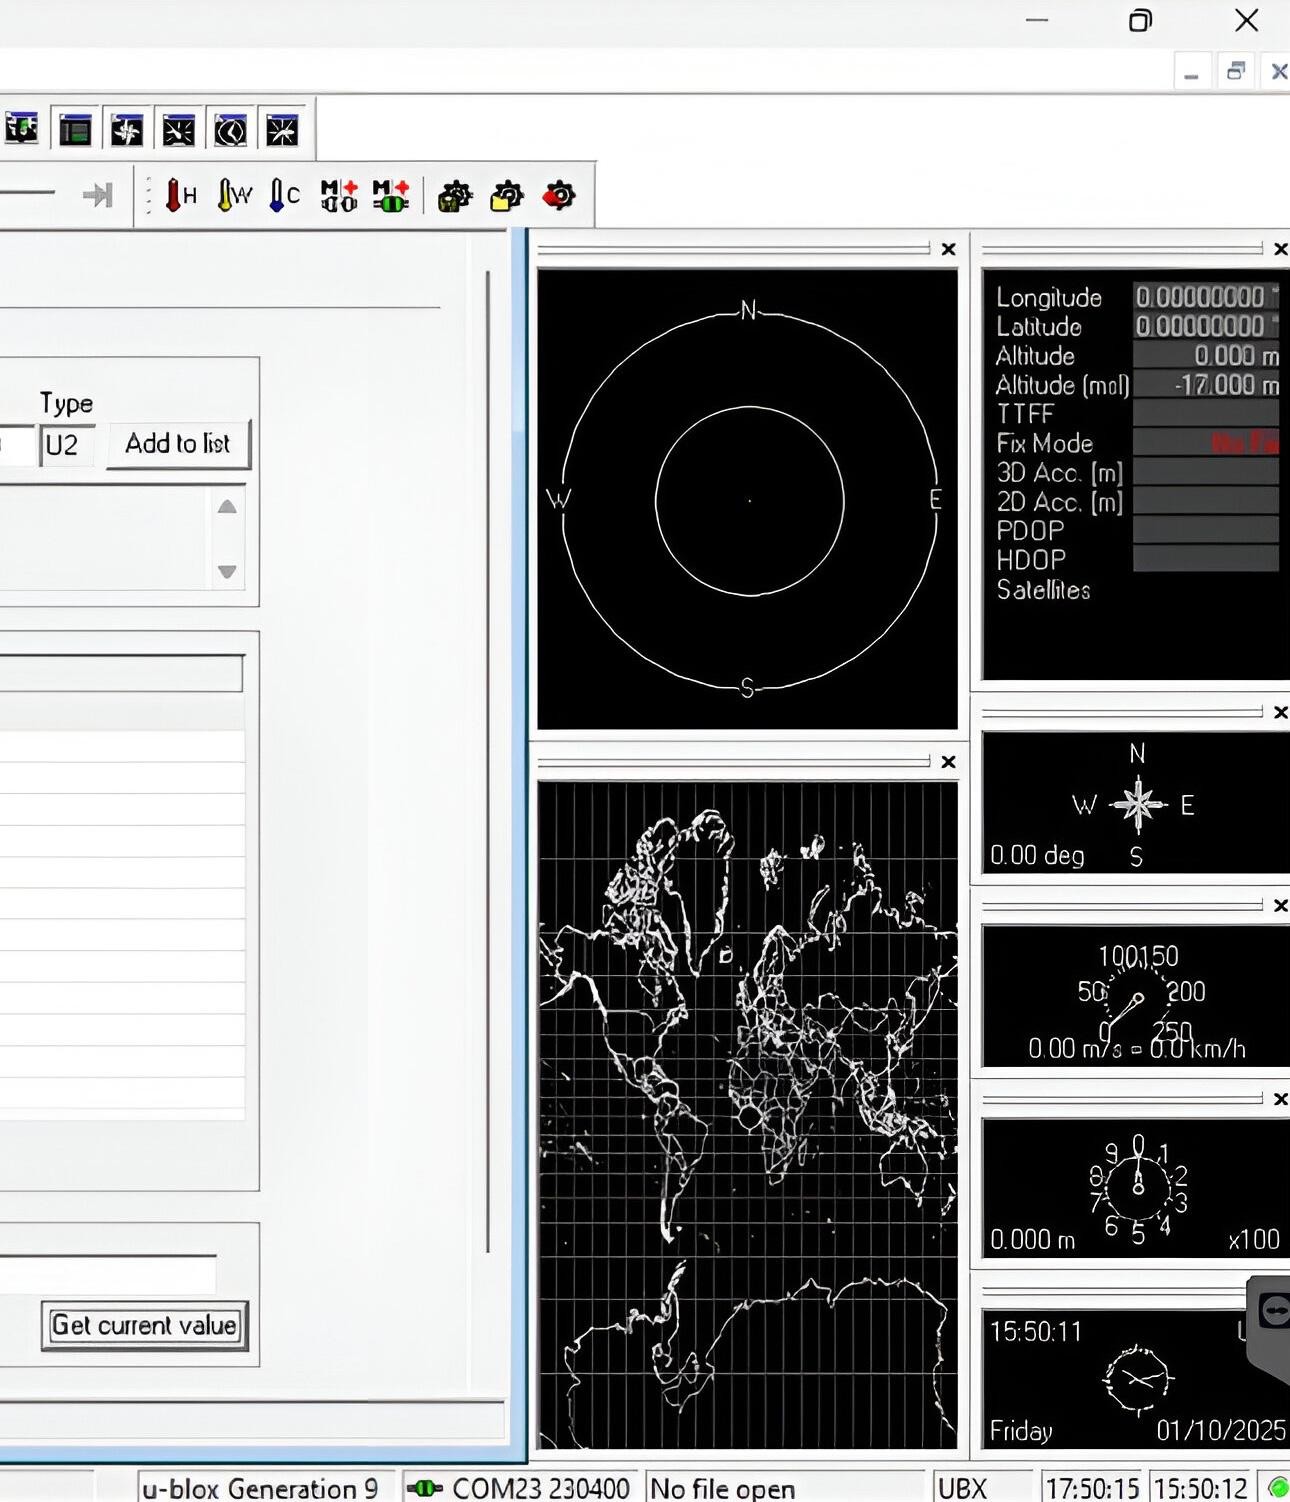 H W C M M
Type
U2 Add to list
Get current value
N
W E
S
Longitude 0.00000000 °
Latitude 0.00000000 °
Altitude 0.000 m
Altitude (msl) -17.000 m
TTFF
Fix Mode
3D Acc. [m]
2D Acc. [m]
PDOP
HDOP
Satellites
N
W E
0.00 deg S
100 150
50 200
0 250
0.00 m/s = 0.0 km/h
9 0 1
8 2
7 3
6 5 4
0.000 m x100
15:50:11
Friday 01/10/2025
u-blox Generation 9 COM23 230400 No file open UBX 17:50:15 15:50:12